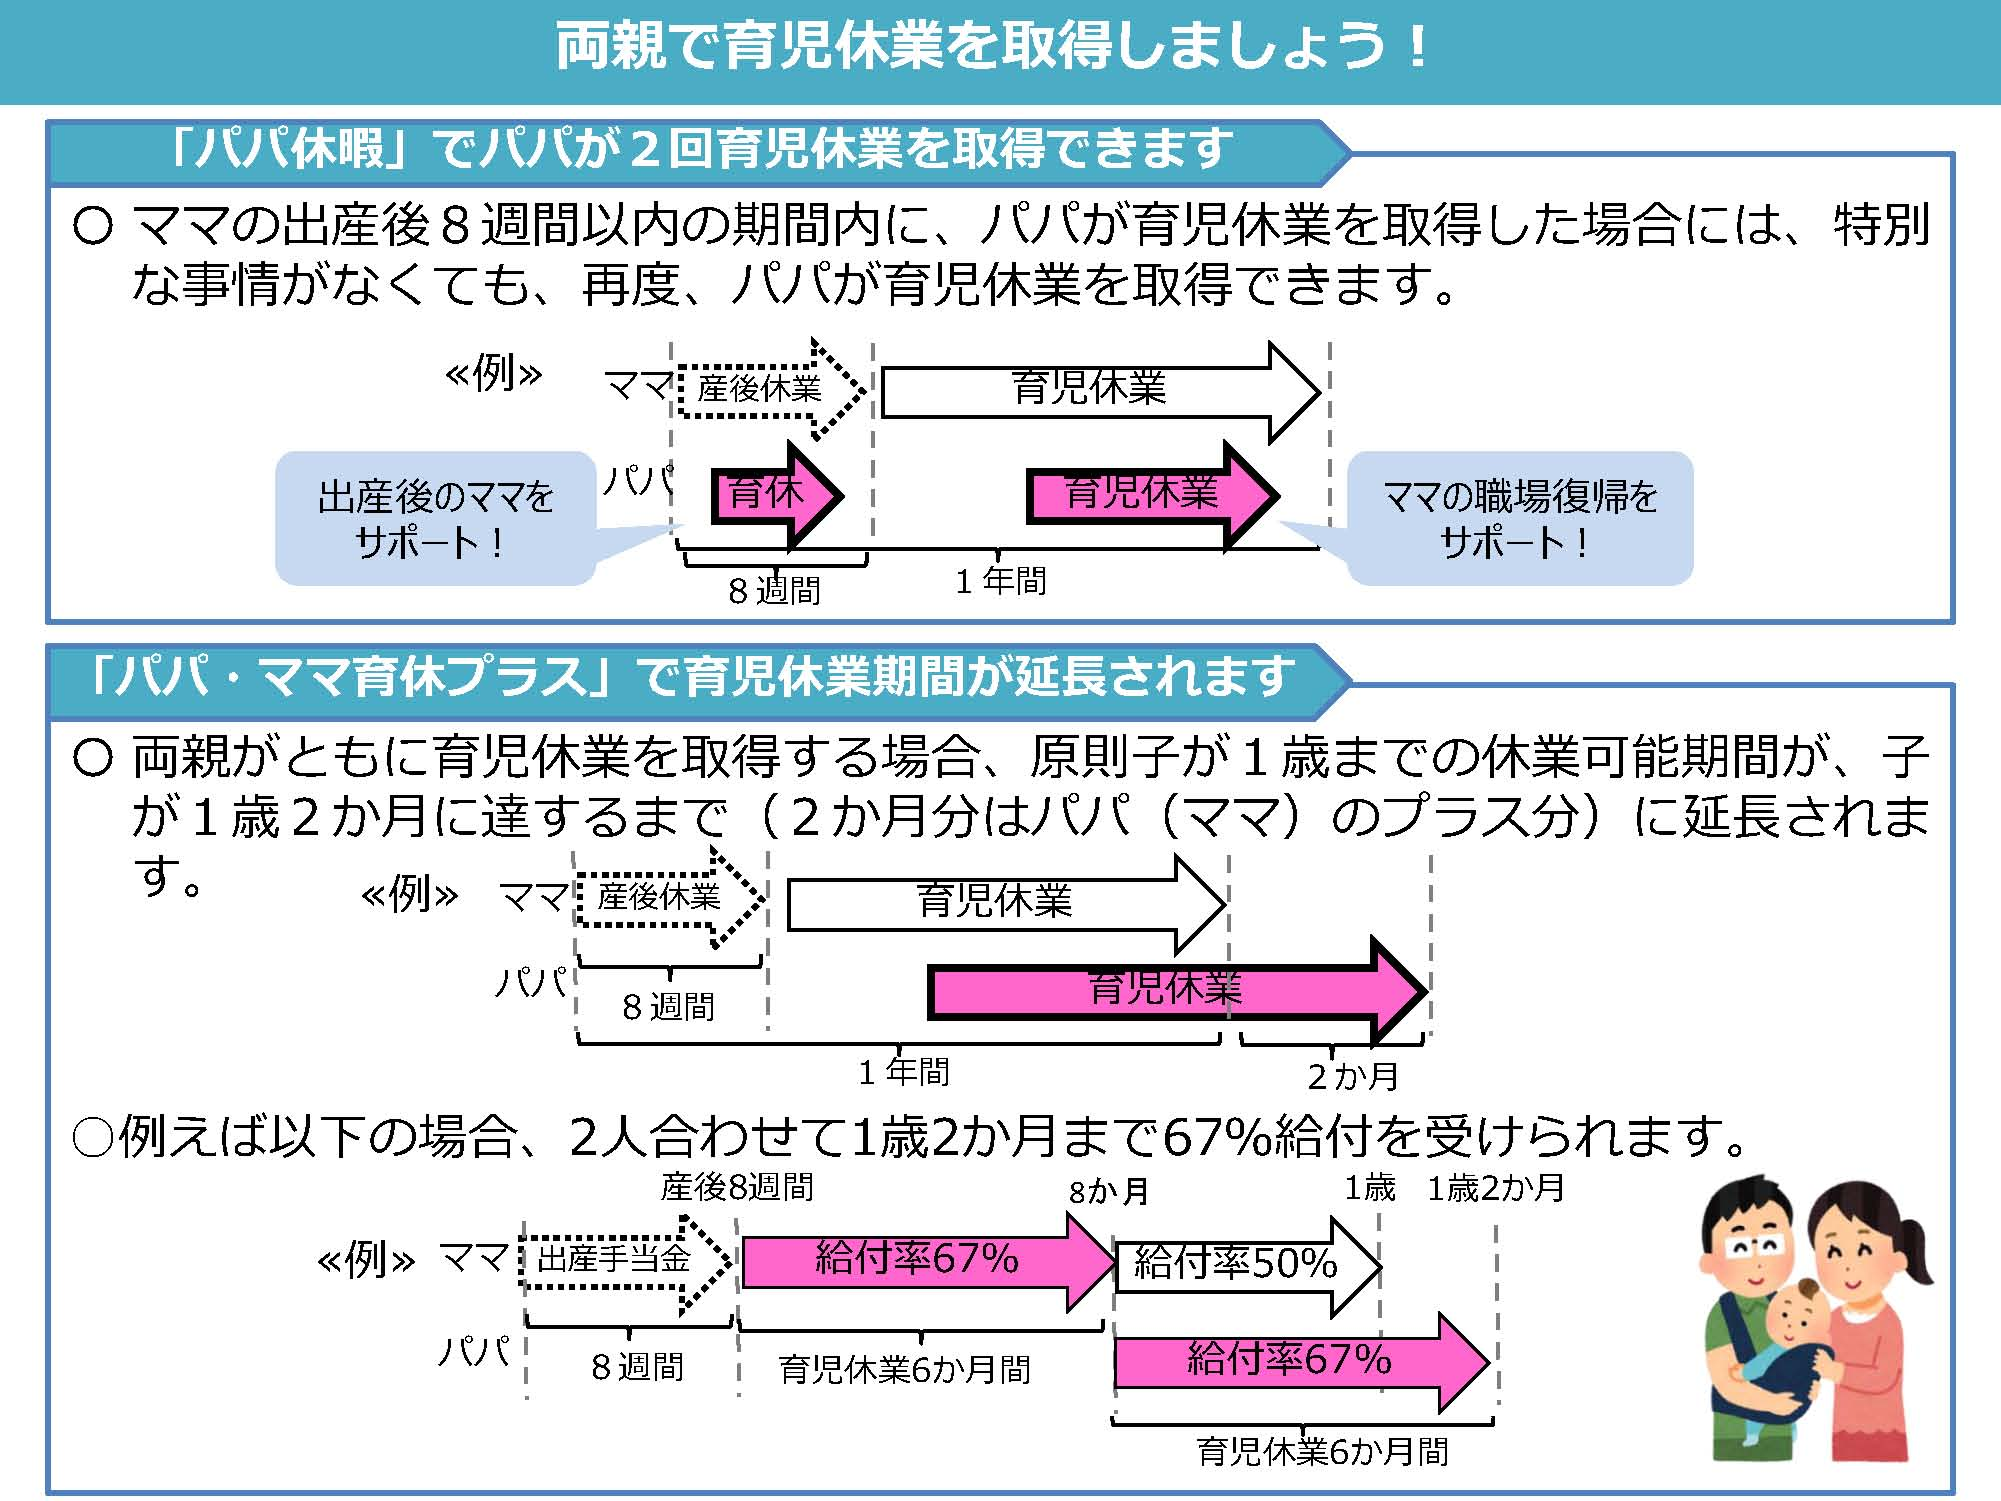 両親で育児休業を取得しましょう！
「パパ休暇」でパパが２回育児休業を取得できます
〇 ママの出産後８週間以内の期間内に、パパが育児休業を取得した場合には、特別
な事情がなくても、再度、パパが育児休業を取得できます。
≪例≫ ママ 産後休業 育児休業
パパ 育休 育児休業
出産後のママを
サポート！
ママの職場復帰を
サポート！
８週間 １年間
「パパ・ママ育休プラス」で育児休業期間が延長されます
〇 両親がともに育児休業を取得する場合、原則子が１歳までの休業可能期間が、子
が１歳２か月に達するまで（２か月分はパパ（ママ）のプラス分）に延長されま
す。
≪例≫ ママ 産後休業 育児休業
パパ 育児休業
８週間
１年間 ２か月
○例えば以下の場合、2人合わせて1歳2か月まで67%給付を受けられます。
産後8週間 8か月 1歳 1歳2か月
≪例≫ ママ 出産手当金 給付率67% 給付率50%
パパ 給付率67%
８週間 育児休業6か月間
育児休業6か月間